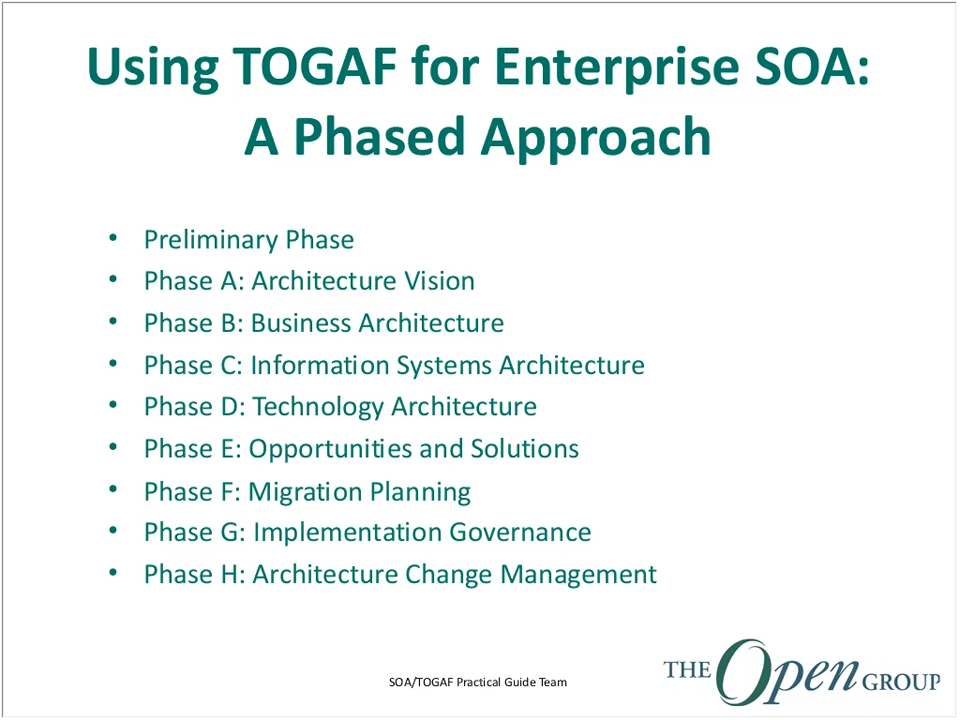 Using TOGAF for Enterprise SOA:
A Phased Approach
• Preliminary Phase
• Phase A: Architecture Vision
• Phase B: Business Architecture
• Phase C: Information Systems Architecture
• Phase D: Technology Architecture
• Phase E: Opportunities and Solutions
• Phase F: Migration Planning
• Phase G: Implementation Governance
• Phase H: Architecture Change Management
SOA/TOGAF Practical Guide Team
THE Open GROUP